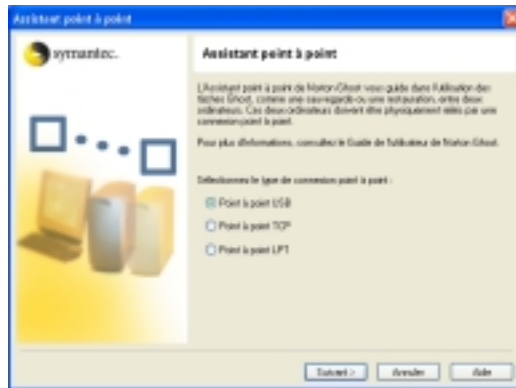 Assistant point à point
symantec.
Assistant point à point
L'Assistant point à point de Norton Ghost vous guide dans l'utilisation des
tâches Ghost, comme une sauvegarde ou une restauration, entre deux
ordinateurs. Ces deux ordinateurs doivent être physiquement reliés par une
connexion point à point.
Pour plus d'informations, consultez le Guide de l'utilisateur de Norton Ghost.
Sélectionnez le type de connexion point à point :
Point à point USB
Point à point TCP
Point à point LPT
Suivant >
Annuler
Aide